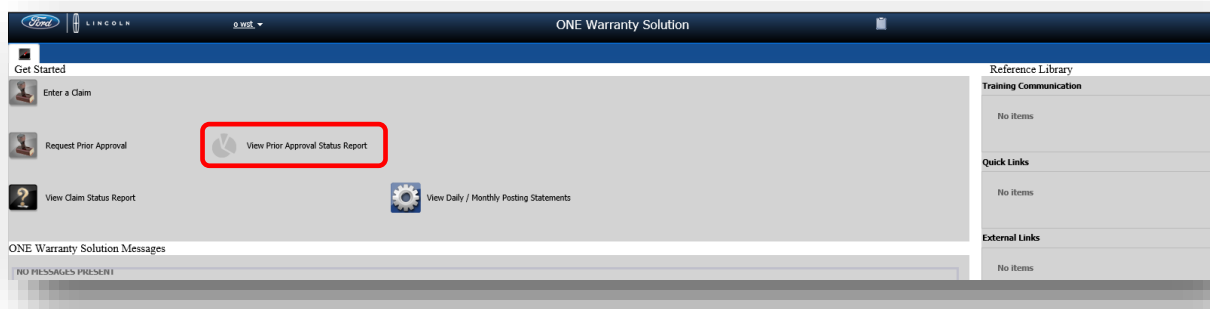 Ford LINCOLN o wst ONE Warranty Solution
Get Started
Enter a Claim
Request Prior Approval View Prior Approval Status Report
View Claim Status Report View Daily / Monthly Posting Statements
ONE Warranty Solution Messages
NO MESSAGES PRESENT
Reference Library
Training Communication
No items
Quick Links
No items
External Links
No items